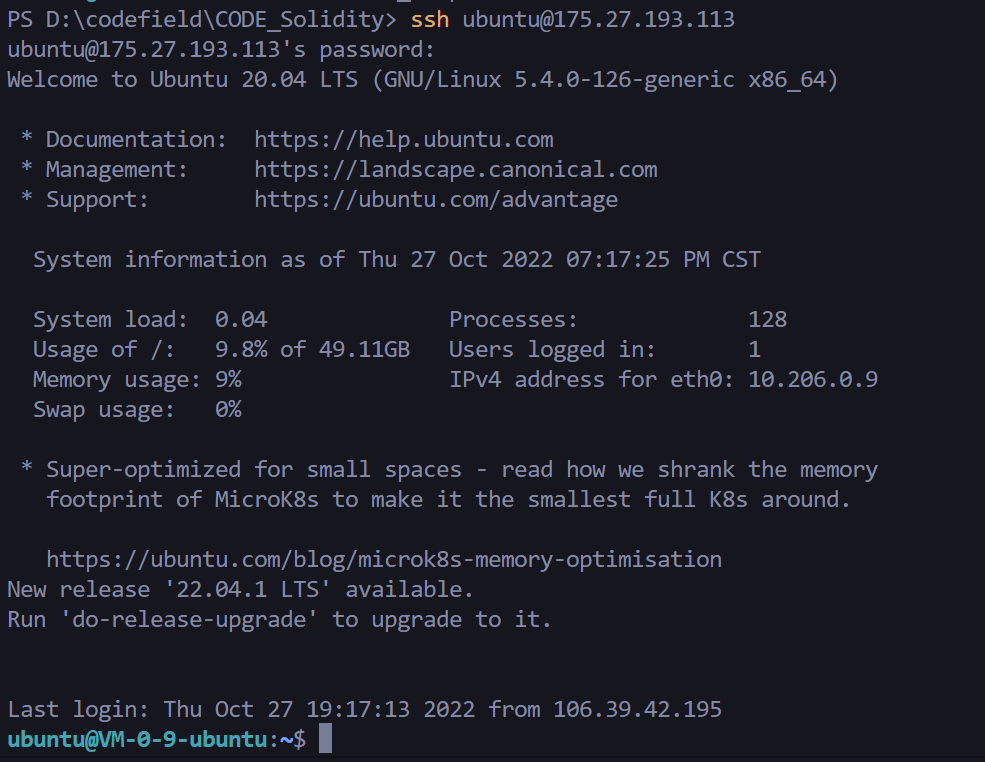 PS D:\codefield\CODE_Solidity> ssh ubuntu@175.27.193.113
ubuntu@175.27.193.113's password:
Welcome to Ubuntu 20.04 LTS (GNU/Linux 5.4.0-126-generic x86_64)

 * Documentation:  https://help.ubuntu.com
 * Management:     https://landscape.canonical.com
 * Support:        https://ubuntu.com/advantage

  System information as of Thu 27 Oct 2022 07:17:25 PM CST

  System load:  0.04              Processes:             128
  Usage of /:   9.8% of 49.11GB   Users logged in:       1
  Memory usage: 9%                IPv4 address for eth0: 10.206.0.9
  Swap usage:   0%

 * Super-optimized for small spaces - read how we shrank the memory
   footprint of MicroK8s to make it the smallest full K8s around.

   https://ubuntu.com/blog/microk8s-memory-optimisation
New release '22.04.1 LTS' available.
Run 'do-release-upgrade' to upgrade to it.


Last login: Thu Oct 27 19:17:13 2022 from 106.39.42.195
ubuntu@VM-0-9-ubuntu:~$